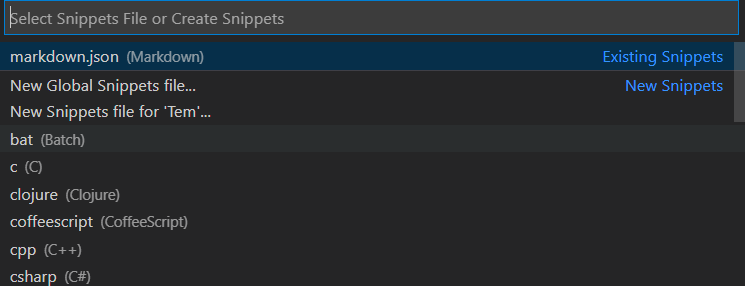 Select Snippets File or Create Snippets
markdown.json (Markdown) Existing Snippets
New Global Snippets file... New Snippets
New Snippets file for 'Tem'...
bat (Batch)
c (C)
clojure (Clojure)
coffeescript (CoffeeScript)
cpp (C++)
csharp (C#)